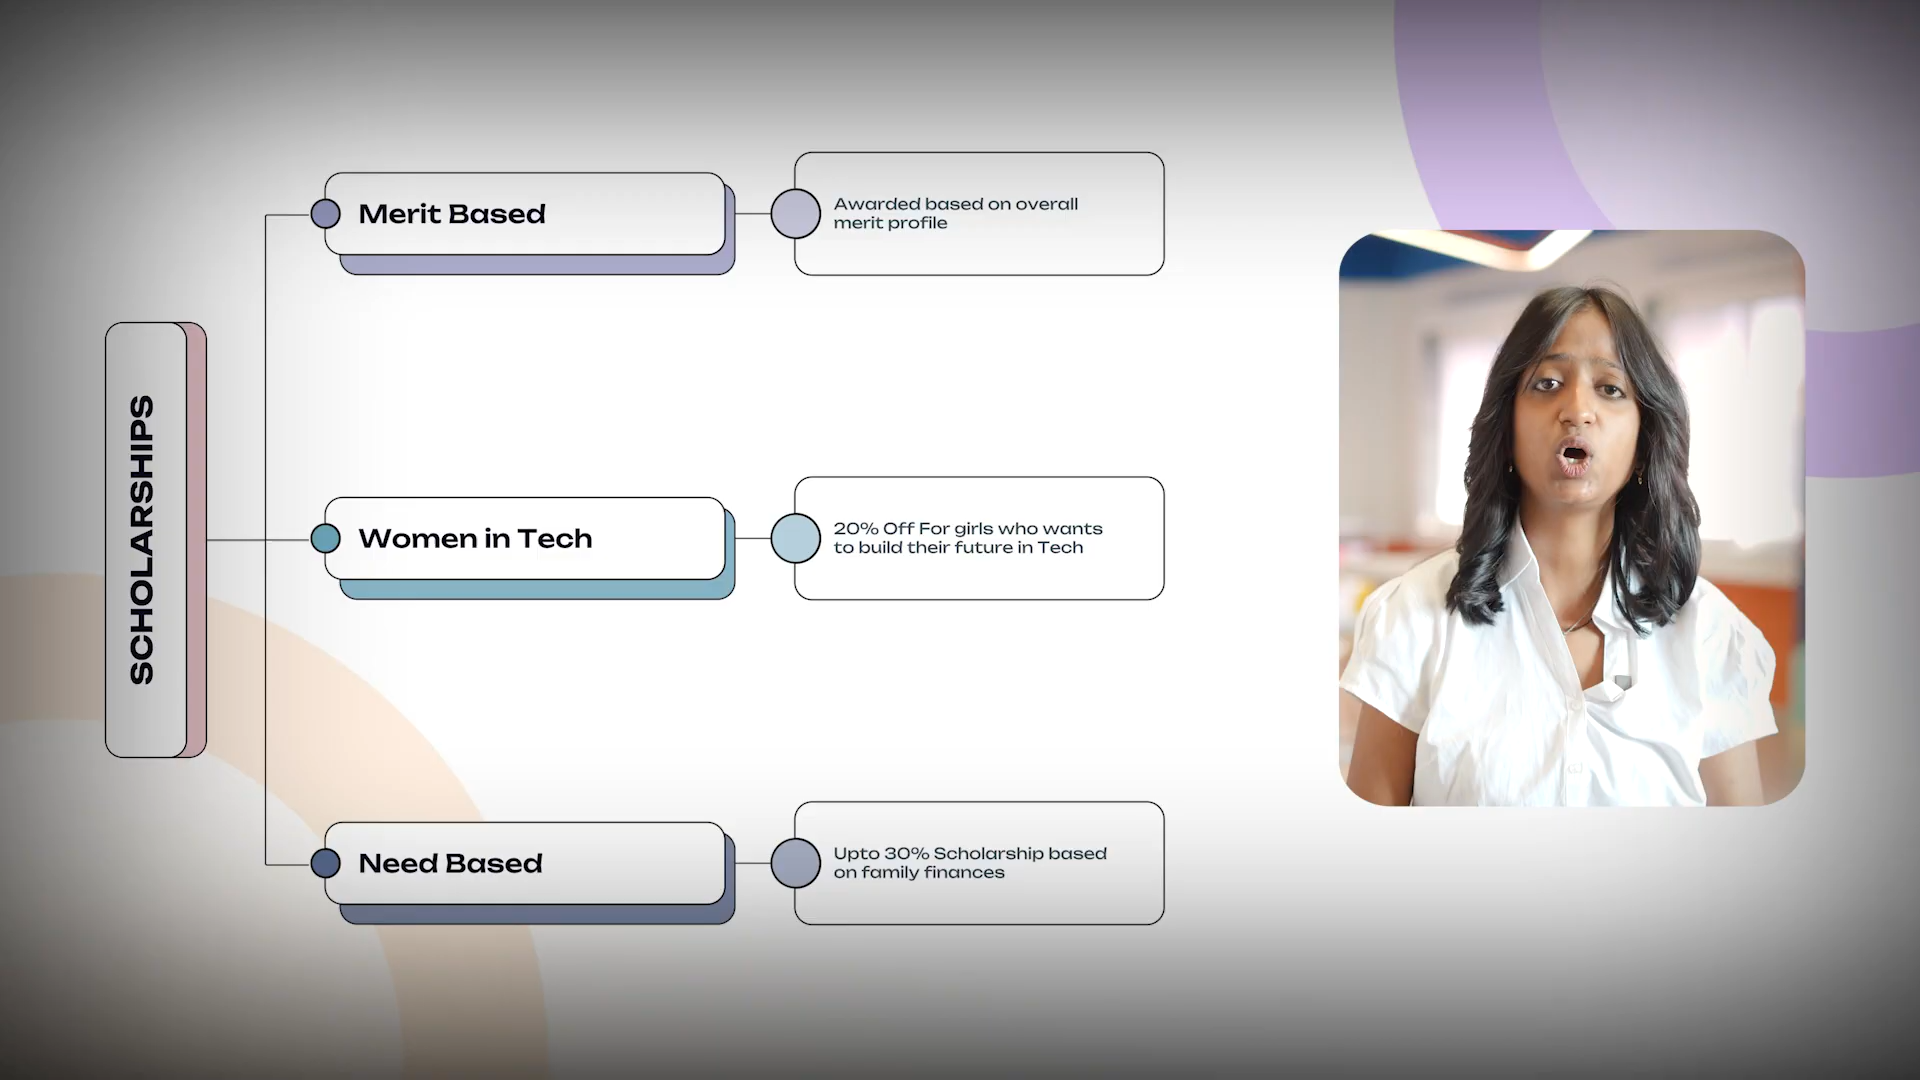 SCHOLARSHIPS
Merit Based
Awarded based on overall
merit profile
Women in Tech
20% Off For girls who wants
to build their future in Tech
Need Based
Upto 30% Scholarship based
on family finances